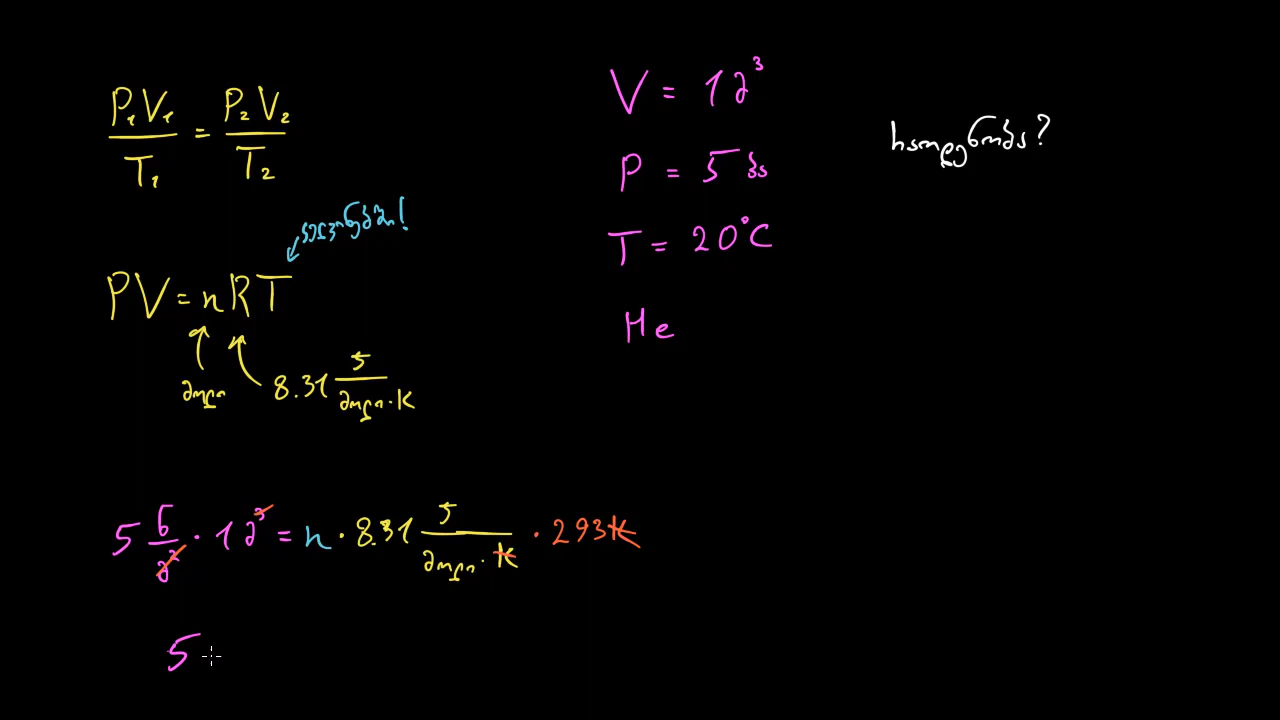 P₁V₁/T₁ = P₂V₂/T₂
V = 1მ³
რაოდენობა?
P = 5 პა
T = 20°C
კელვინებში!
PV = nRT
He
მოლი
8.31 ჯ/მოლი·K
5 ნ/მ² · 1მ³ = n · 8.31 ჯ/მოლი·K · 293K
5